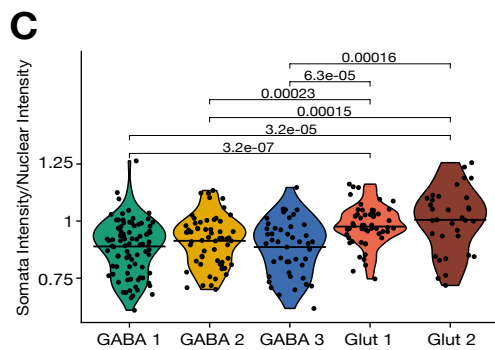 C
0.00016
6.3e-05
0.00023
0.00015
3.2e-05
3.2e-07
Somata Intensity/Nuclear Intensity
1.25
1
0.75
GABA 1 GABA 2 GABA 3 Glut 1 Glut 2